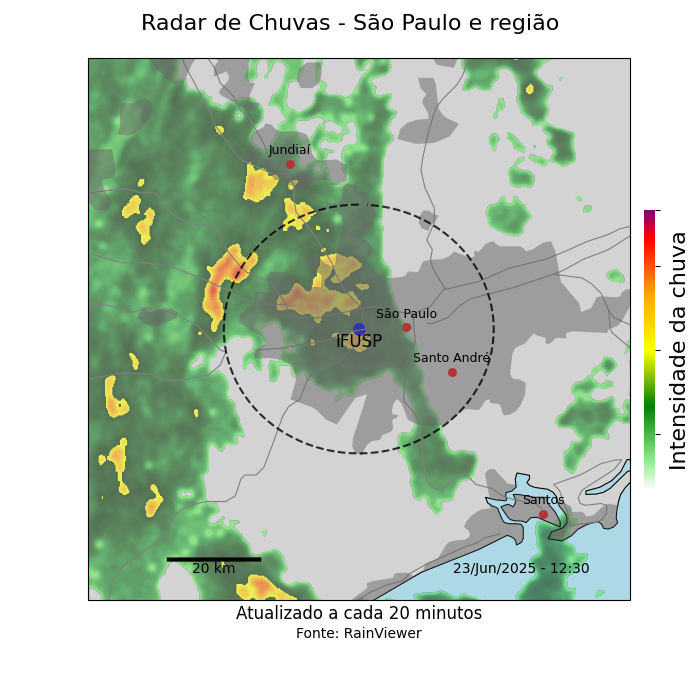 Radar de Chuvas - São Paulo e região
Jundiaí
São Paulo
IFUSP
Santo André
Santos
20 km
23/Jun/2025 - 12:30
Intensidade da chuva
Atualizado a cada 20 minutos
Fonte: RainViewer